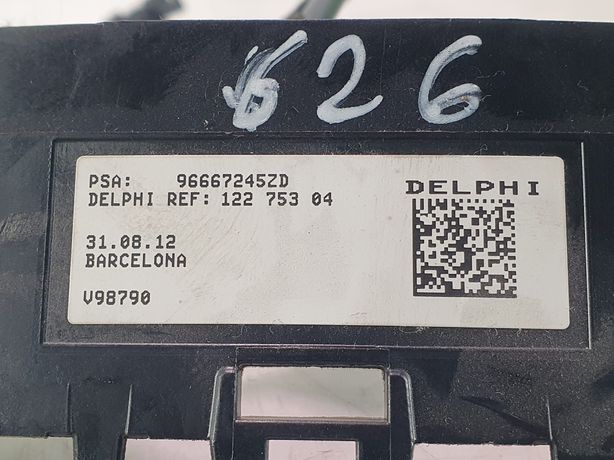 626
PSA: 96667245ZD
DELPHI REF: 122 753 04
DELPHI
31.08.12
BARCELONA
V98790